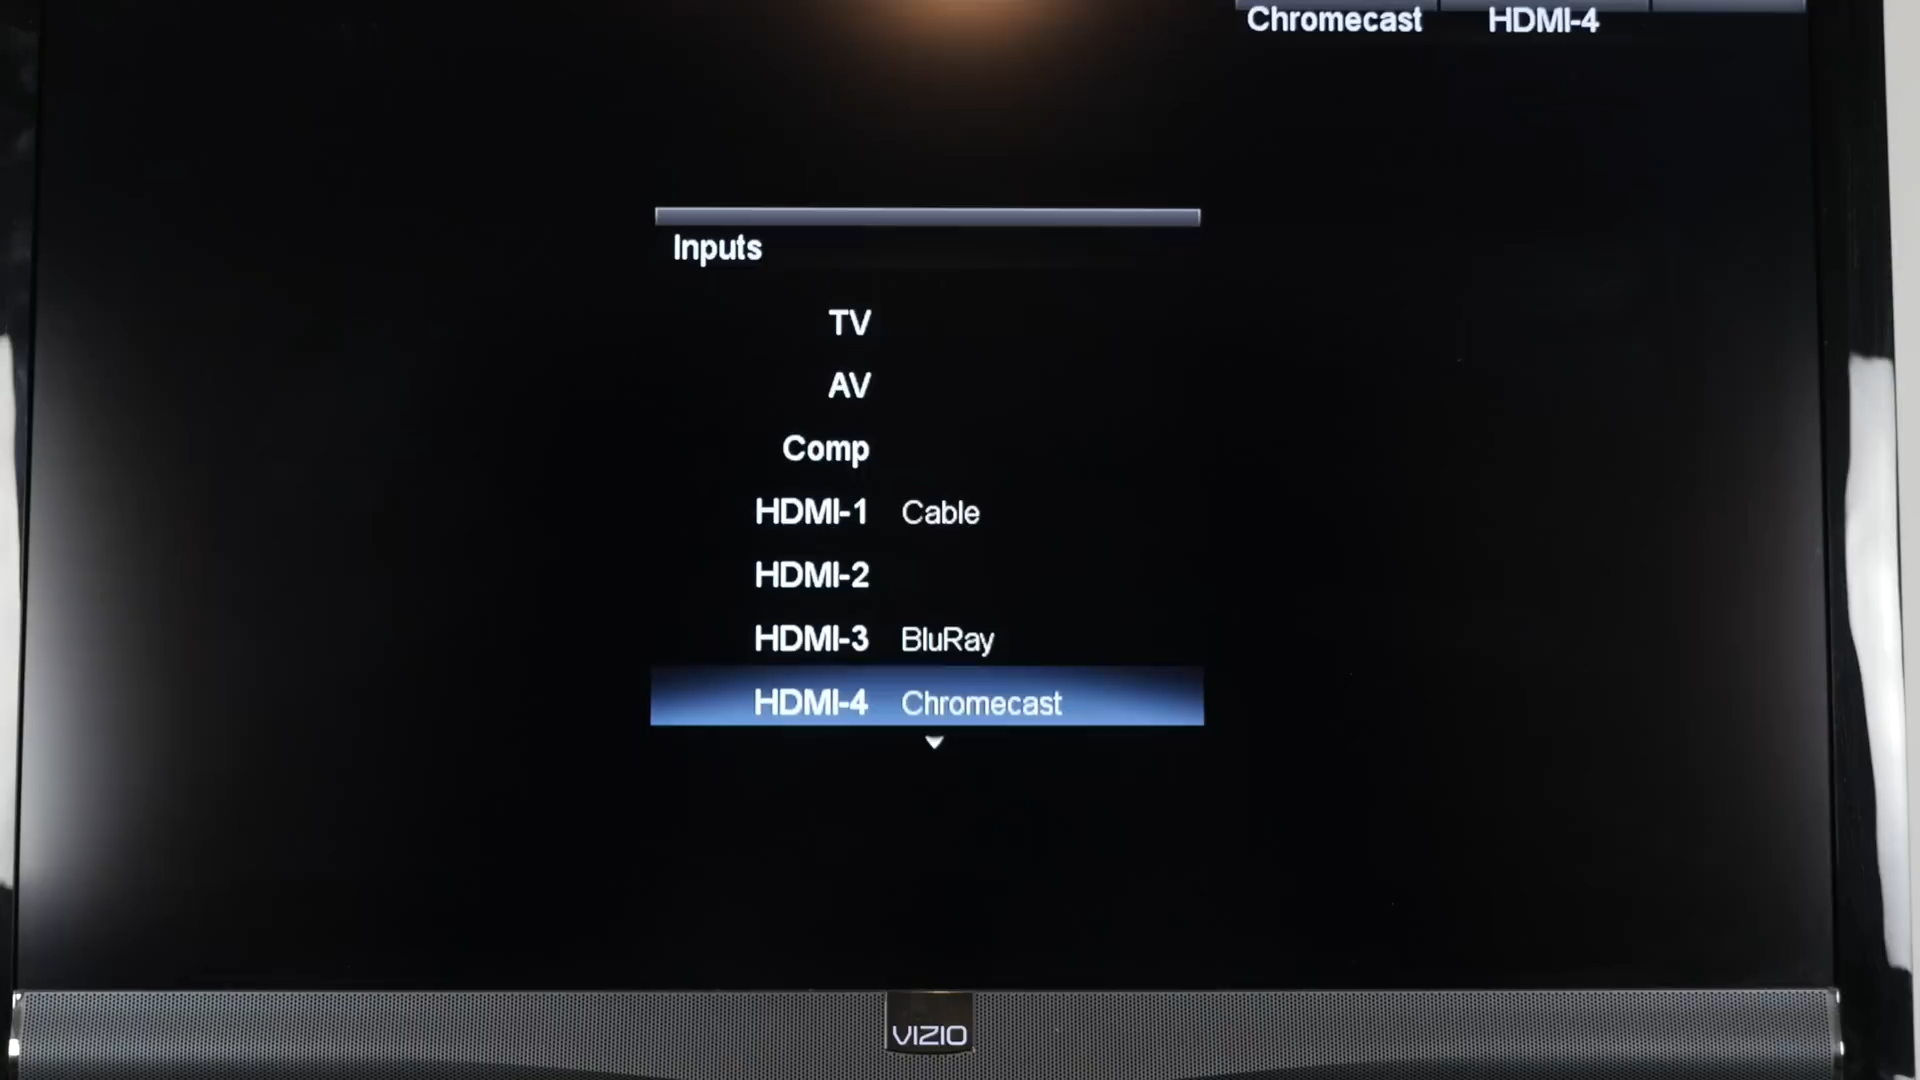 Chromecast HDMI-4
Inputs
TV
AV
Comp
HDMI-1 Cable
HDMI-2
HDMI-3 BluRay
HDMI-4 Chromecast
VIZIO